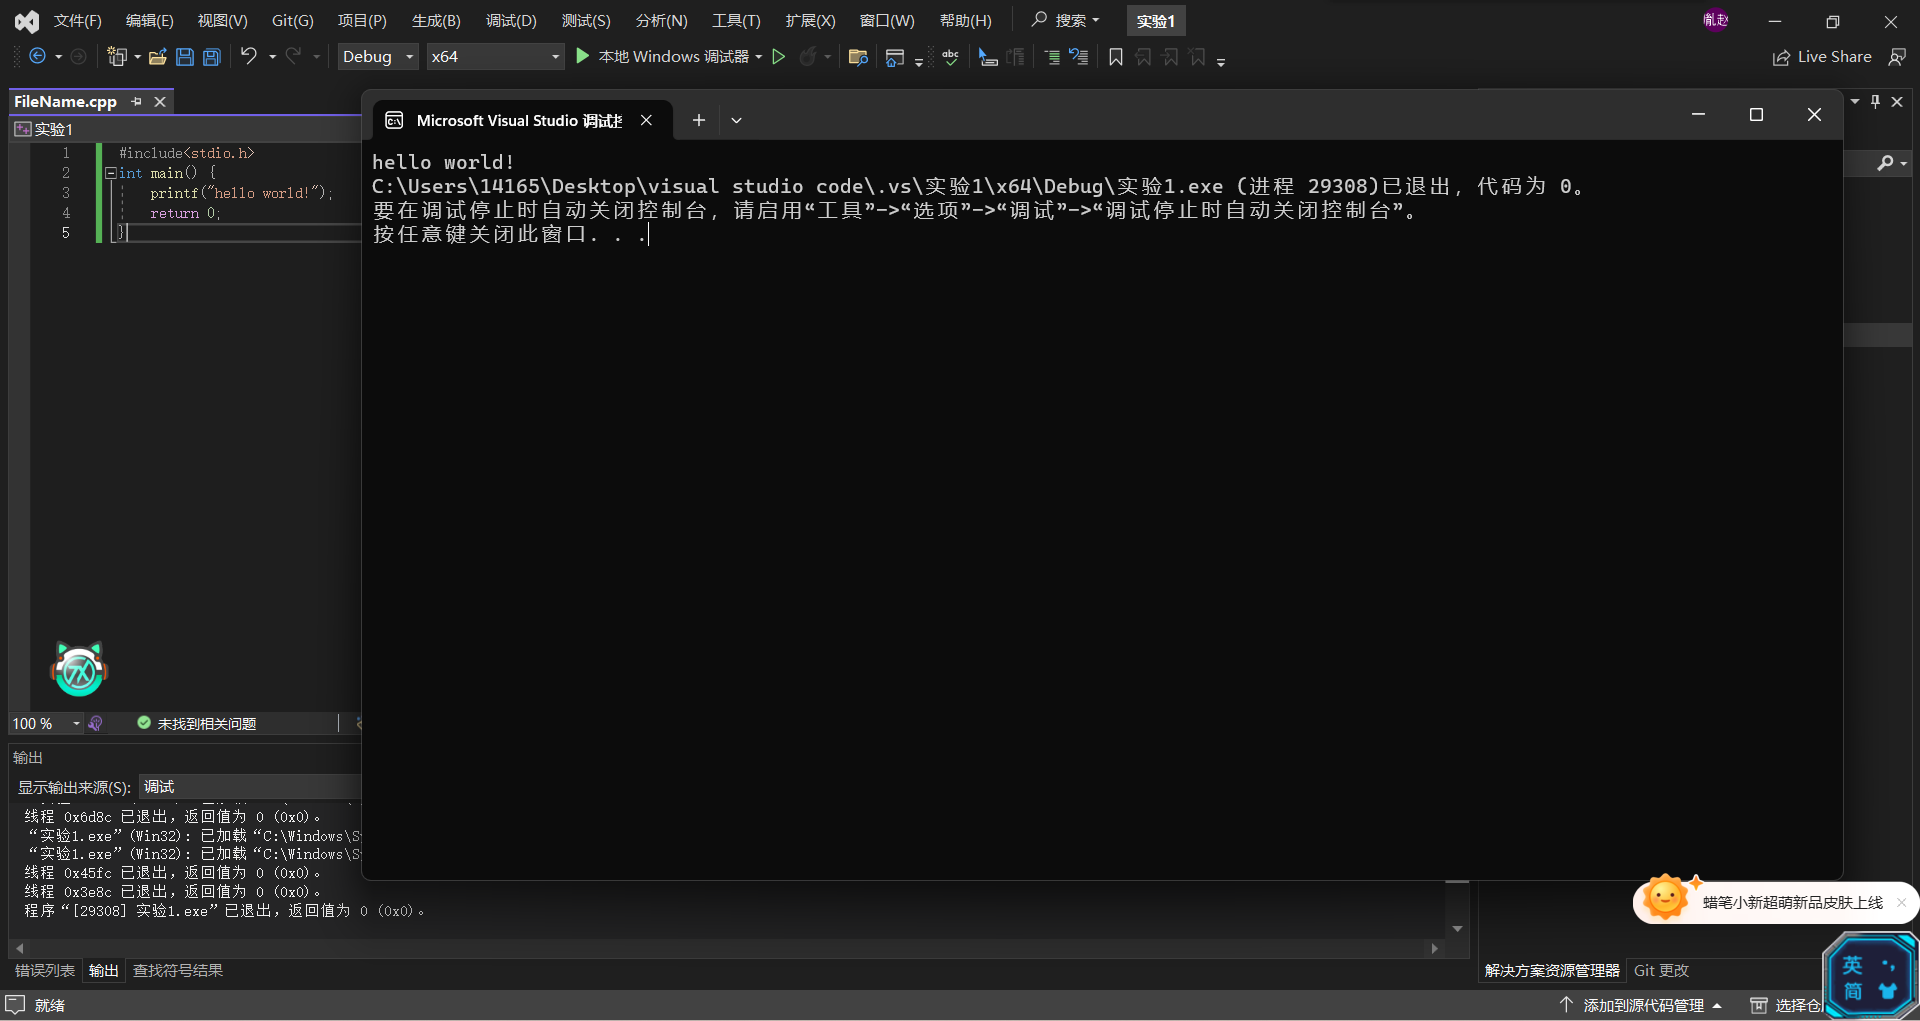 文件(F) 编辑(E) 视图(V) Git(G) 项目(P) 生成(B) 调试(D) 测试(S) 分析(N) 工具(T) 扩展(X) 窗口(W) 帮助(H) 搜索 实验1
Debug x64 本地 Windows 调试器 Live Share
FileName.cpp
实验1
1 #include<stdio.h>
2 int main() {
3 printf("hello world!");
4 return 0;
5 }
Microsoft Visual Studio 调试控
hello world!
C:\Users\14165\Desktop\visual studio code\.vs\实验1\x64\Debug\实验1.exe (进程 29308)已退出，代码为 0。
要在调试停止时自动关闭控制台，请启用“工具”->“选项”->“调试”->“调试停止时自动关闭控制台”。
按任意键关闭此窗口. . .
100 % 未找到相关问题
输出
显示输出来源(S): 调试
线程 0x6d8c 已退出，返回值为 0 (0x0)。
“实验1.exe”(Win32): 已加载“C:\Windows\S
“实验1.exe”(Win32): 已加载“C:\Windows\S
线程 0x45fc 已退出，返回值为 0 (0x0)。
线程 0x3e8c 已退出，返回值为 0 (0x0)。
程序“[29308] 实验1.exe”已退出，返回值为 0 (0x0)。
蜡笔小新超萌新品皮肤上线
错误列表 输出 查找符号结果
解决方案资源管理器 Git 更改
英
简
就绪 添加到源代码管理 选择仓